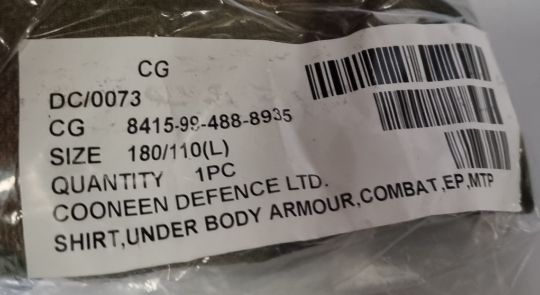 CG
DC/0073
CG 8415-99-488-8935
SIZE 180/110(L)
QUANTITY 1PC
COONEEN DEFENCE LTD.
SHIRT,UNDER BODY ARMOUR,COMBAT,EP,MTP